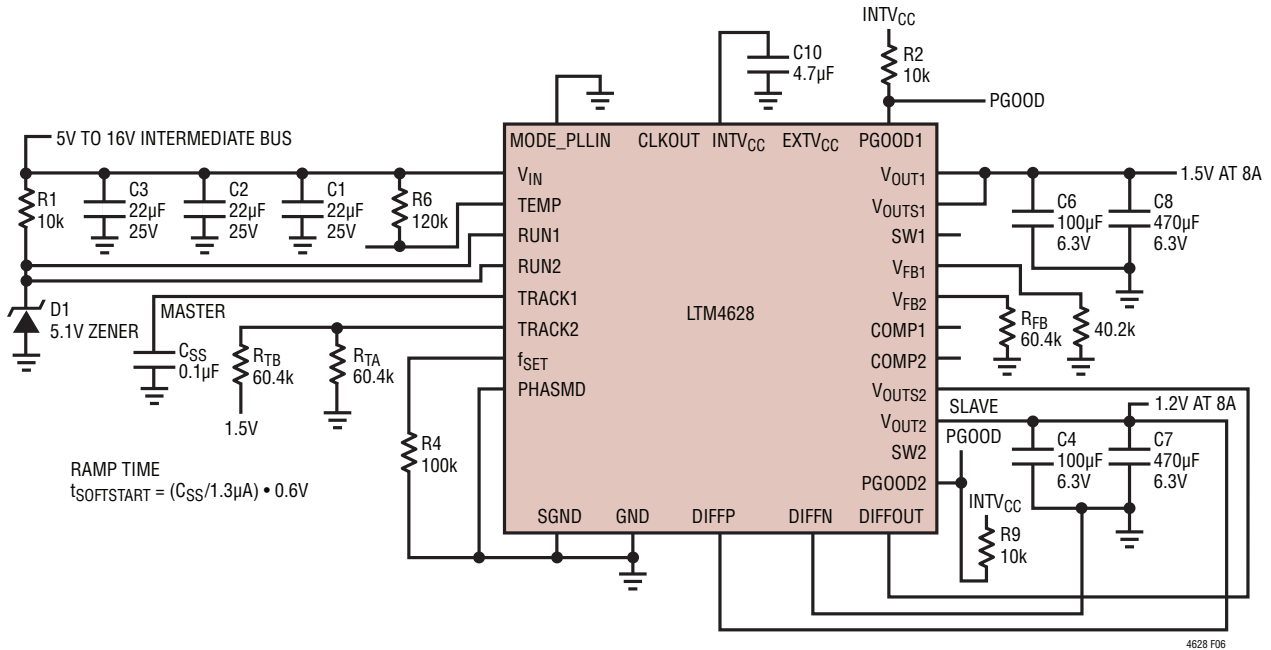 INTVCC
C10
4.7µF
R2
10k
PGOOD
5V TO 16V INTERMEDIATE BUS
R1
10k
C3
22µF
25V
C2
22µF
25V
C1
22µF
25V
R6
120k
D1
5.1V ZENER
MASTER
CSS
0.1µF
RTB
60.4k
1.5V
RTA
60.4k
R4
100k
RAMP TIME
tSOFTSTART = (CSS/1.3µA) • 0.6V
MODE_PLLIN
CLKOUT
INTVCC
EXTVCC
PGOOD1
VIN
TEMP
RUN1
RUN2
TRACK1
TRACK2
fSET
PHASMD
LTM4628
VOUT1
VOUTS1
SW1
VFB1
VFB2
COMP1
COMP2
VOUTS2
VOUT2
SW2
PGOOD2
SGND
GND
DIFFP
DIFFN
DIFFOUT
1.5V AT 8A
C6
100µF
6.3V
C8
470µF
6.3V
RFB
60.4k
40.2k
SLAVE
1.2V AT 8A
PGOOD
C4
100µF
6.3V
C7
470µF
6.3V
INTVCC
R9
10k
4628 F06